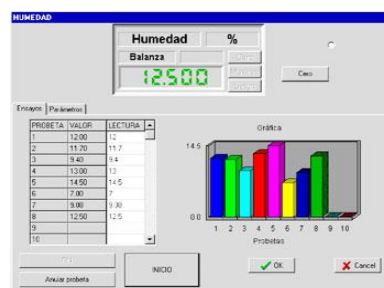 HUMEDAD
Humedad %
Balanza
12.500
Cero
Ensayos Parámetros
PROBETA VALOR LECTURA
1 12.00 12
2 11.70 11.7
3 9.40 9.4
4 13.00 13
5 14.50 14.5
6 7.00 7
7 9.08 9.08
8 12.50 12.5
9
10
Gráfica
14.5
0.0
1 2 3 4 5 6 7 8 9 10
Probetas
Anular probeta
INICIO
OK
Cancel